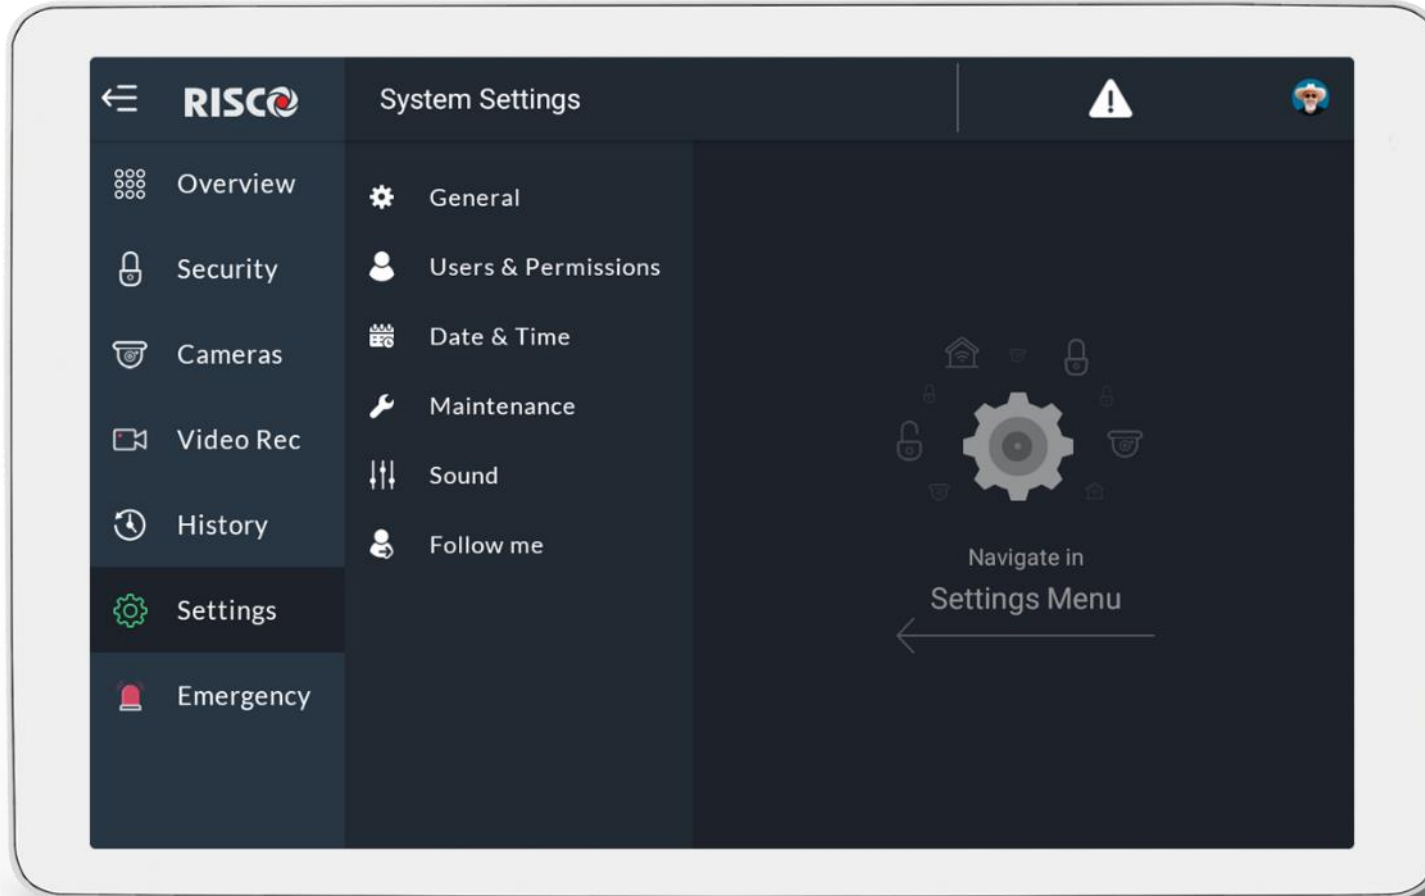 RISCO
System Settings
Overview
Security
Cameras
Video Rec
History
Settings
Emergency
General
Users & Permissions
Date & Time
Maintenance
Sound
Follow me
Navigate in
Settings Menu